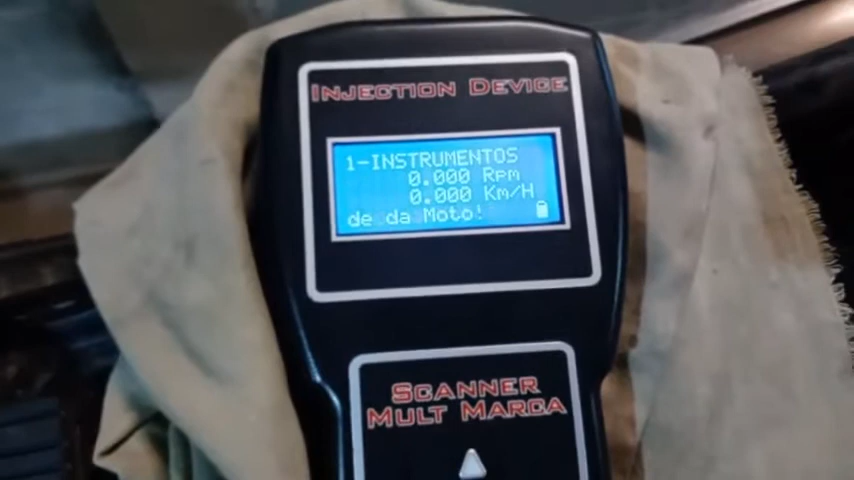 INJECTION DEVICE
1-INSTRUMENTOS
0.000 Rpm
0.000 Km/H
de da Moto!
SCANNER
MULT MARCA